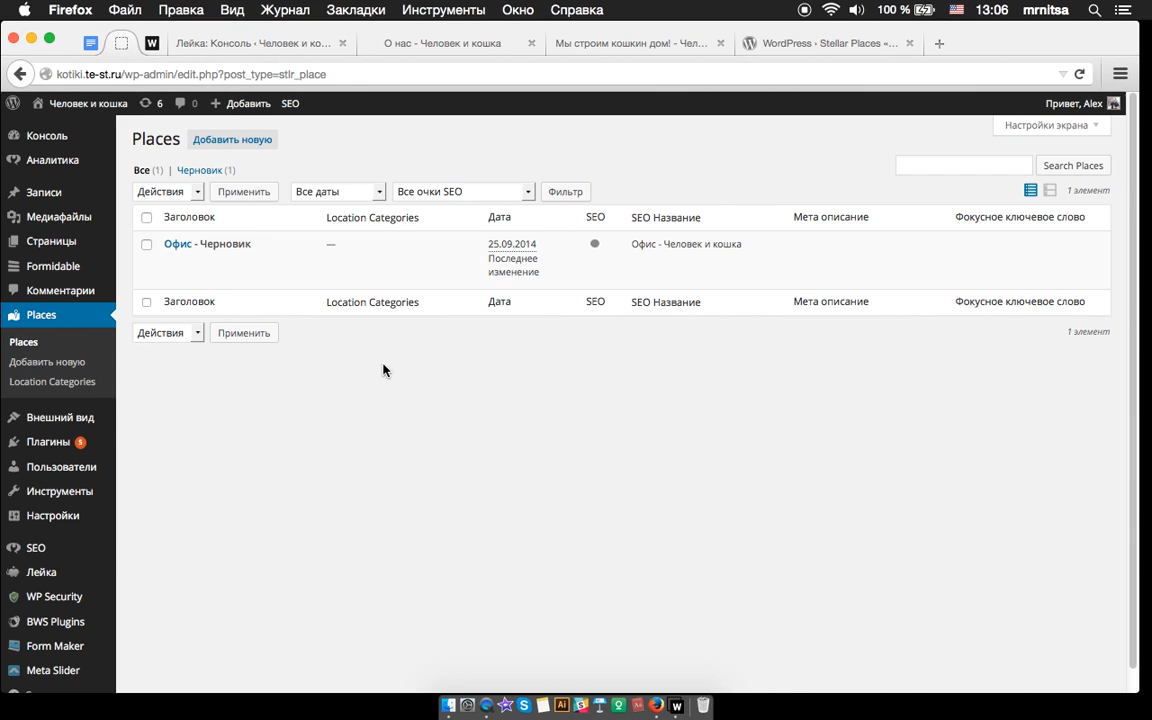 Firefox Файл Правка Вид Журнал Закладки Инструменты Окно Справка 100 % 13:06 mrnitsa
W Лейка: Консоль ‹ Человек и ко... О нас - Человек и кошка Мы строим кошкин дом! - Чел... WordPress › Stellar Places «...
kotiki.te-st.ru/wp-admin/edit.php?post_type=stlr_place
Человек и кошка 6 0 Добавить SEO Привет, Alex
Консоль
Аналитика
Записи
Медиафайлы
Страницы
Formidable
Комментарии
Places
Places
Добавить новую
Location Categories
Внешний вид
Плагины 5
Пользователи
Инструменты
Настройки
SEO
Лейка
WP Security
BWS Plugins
Form Maker
Meta Slider
Настройки экрана
Places Добавить новую
Все (1) | Черновик (1)
Search Places
Действия Применить Все даты Все очки SEO Фильтр 1 элемент
Заголовок Location Categories Дата SEO SEO Название Мета описание Фокусное ключевое слово
Офис - Черновик — 25.09.2014 Офис - Человек и кошка
Последнее
изменение
Заголовок Location Categories Дата SEO SEO Название Мета описание Фокусное ключевое слово
Действия Применить 1 элемент